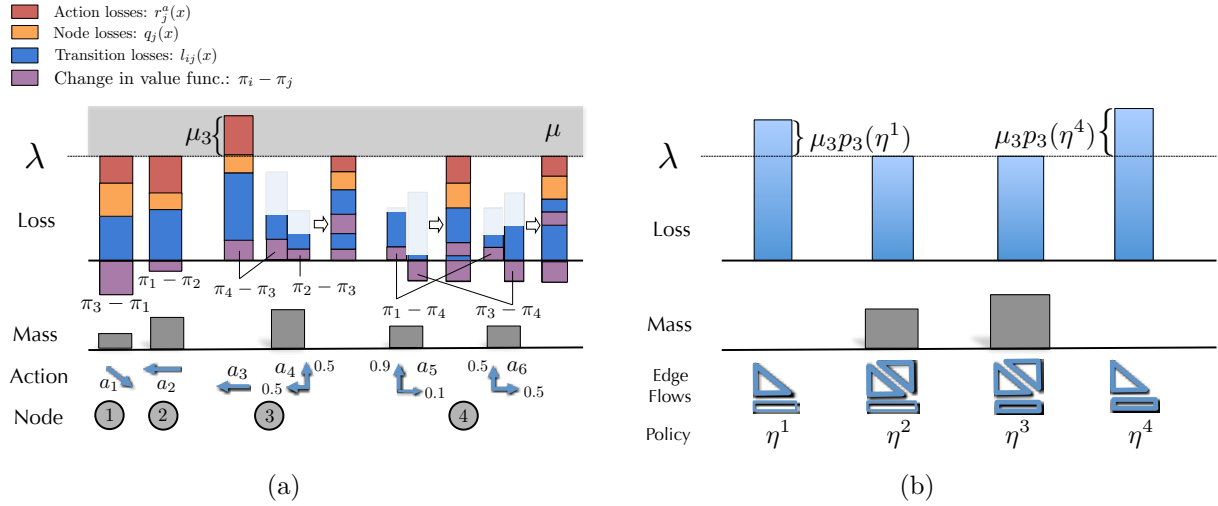 Action losses: $r_j^a(x)$
Node losses: $q_j(x)$
Transition losses: $l_{ij}(x)$
Change in value func.: $\pi_i - \pi_j$
$\mu_3$ $\mu$
$\lambda$
Loss
$\pi_3 - \pi_1$ $\pi_1 - \pi_2$ $\pi_4 - \pi_3$ $\pi_2 - \pi_3$ $\pi_1 - \pi_4$ $\pi_3 - \pi_4$
Mass
Action $a_1$ $a_2$ $a_3$ $a_4$ 0.5 0.5 0.9 $a_5$ 0.1 0.5 $a_6$ 0.5
Node 1 2 3 4
(a)
$\mu_3 p_3(\eta^1)$ $\mu_3 p_3(\eta^4)$
$\lambda$
Loss
Mass
Edge
Flows
Policy $\eta^1$ $\eta^2$ $\eta^3$ $\eta^4$
(b)